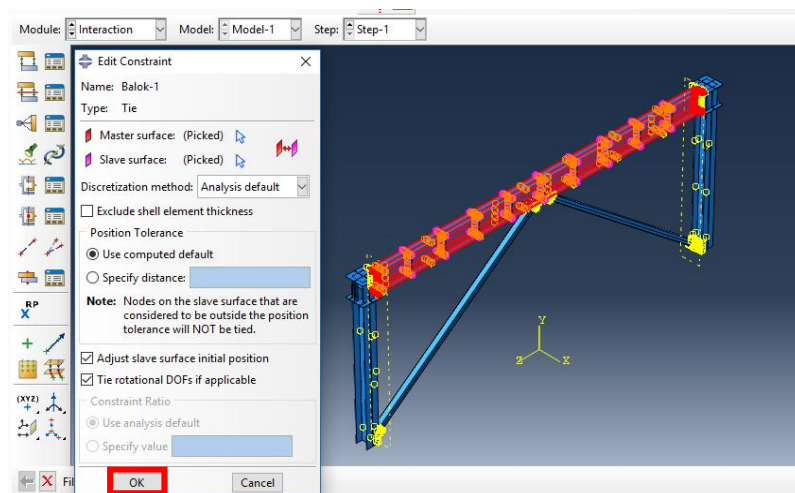 Module: Interaction Model: Model-1 Step: Step-1
Edit Constraint
Name: Balok-1
Type: Tie
Master surface: (Picked)
Slave surface: (Picked)
Discretization method: Analysis default
Exclude shell element thickness
Position Tolerance
Use computed default
Specify distance:
Note: Nodes on the slave surface that are
considered to be outside the position
tolerance will NOT be tied.
Adjust slave surface initial position
Tie rotational DOFs if applicable
Constraint Ratio
Use analysis default
Specify value
OK Cancel
RP
X
(XYZ)
Y
Z X
X Fil